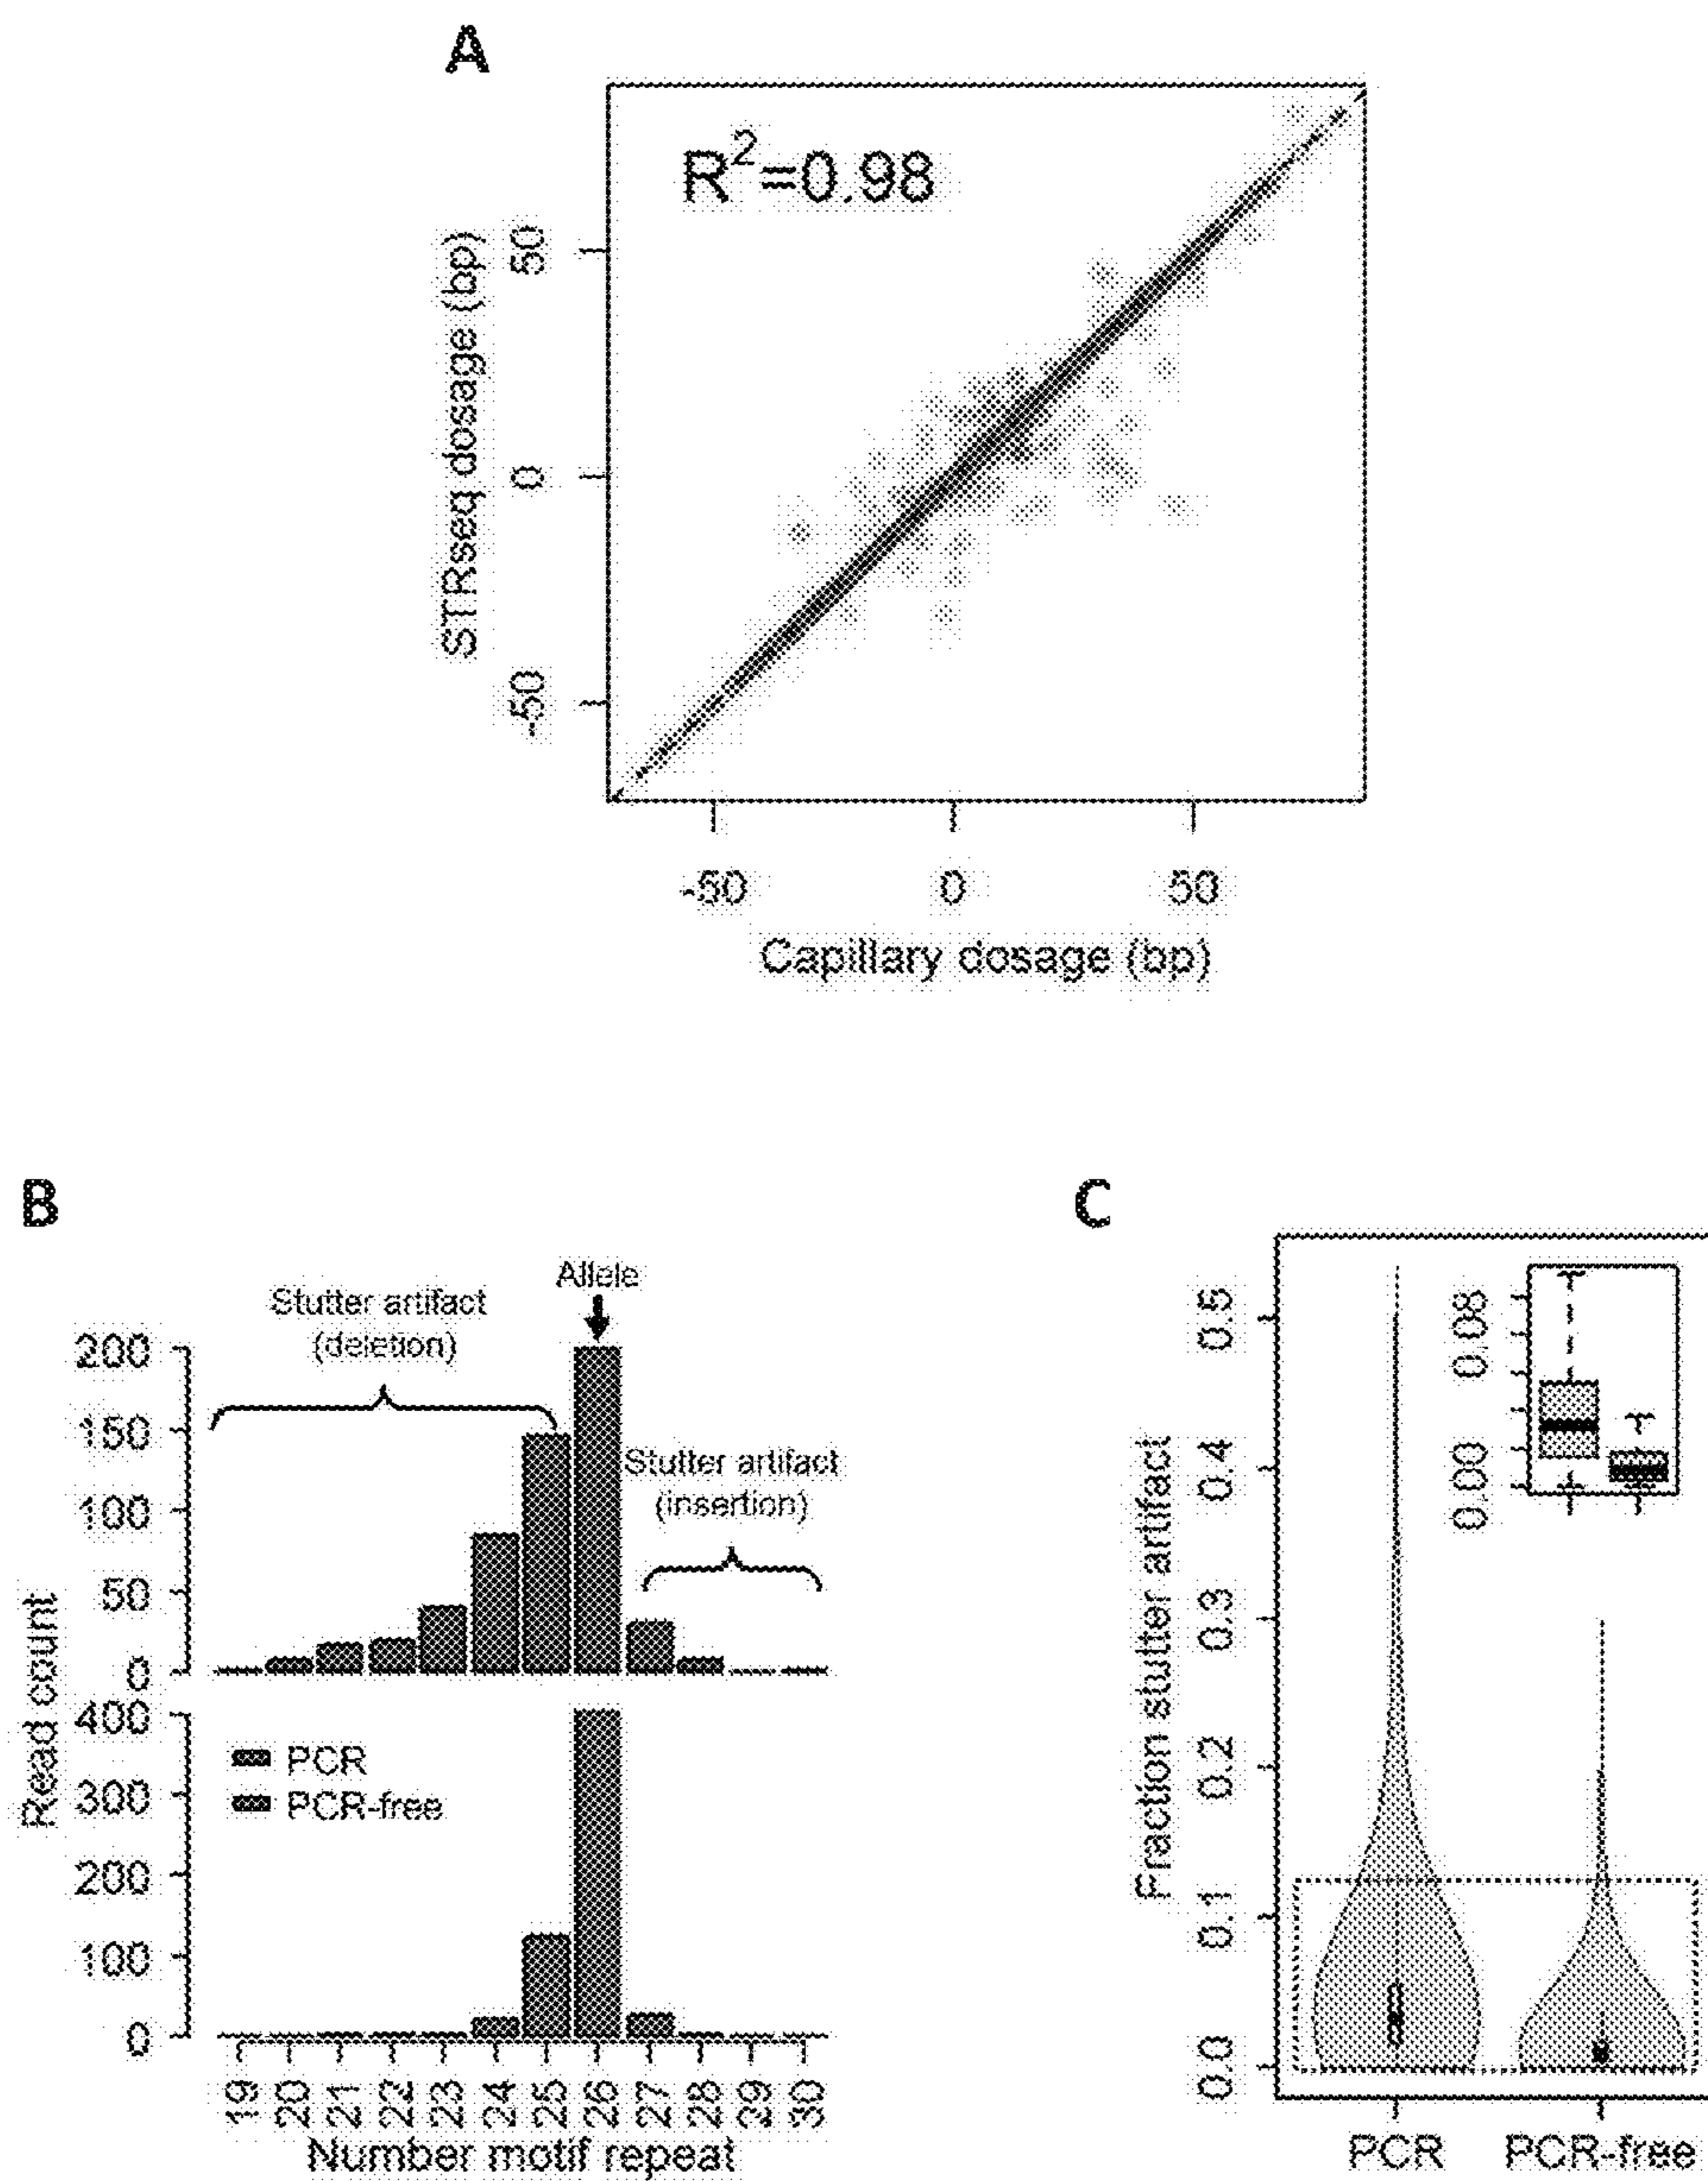 A
R²=0.98
STRseq dosage (bp)
50
0
-50
-50 0 50
Capillary dosage (bp)
B
Allele
Stutter artifact
(deletion)
Stutter artifact
(insertion)
Read count
200
150
100
50
0
400
300
200
100
0
PCR
PCR-free
19 20 21 22 23 24 25 26 27 28 29 30
Number motif repeat
C
Fraction stutter artifact
0.5
0.4
0.3
0.2
0.1
0.0
0.08
0.00
PCR PCR-free